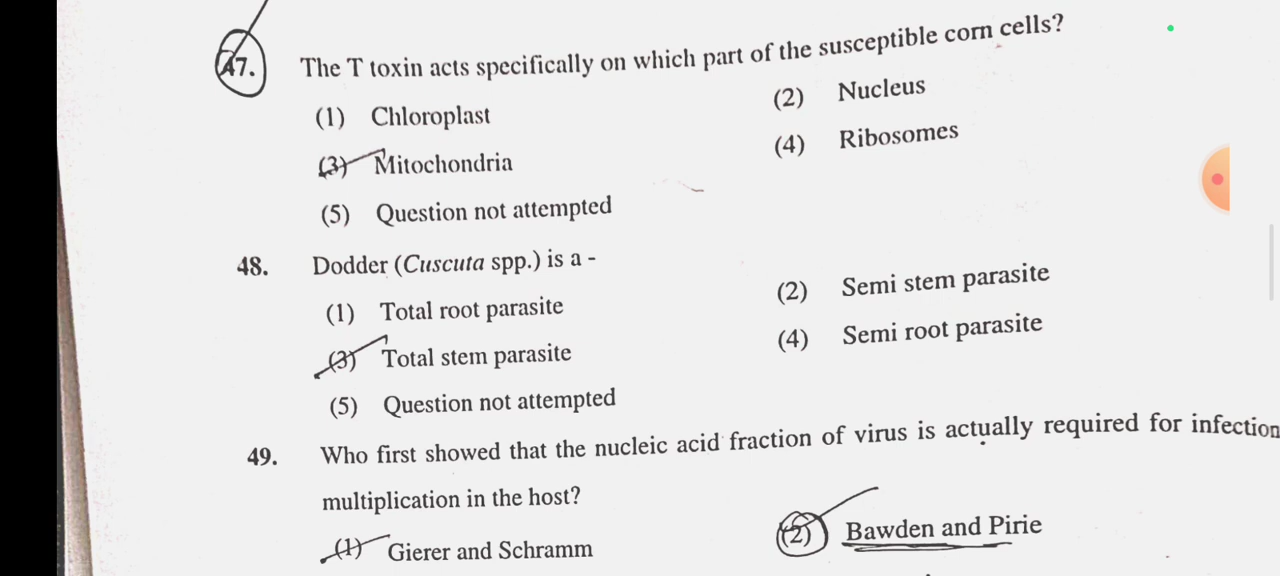 47. The T toxin acts specifically on which part of the susceptible corn cells?
(1) Chloroplast (2) Nucleus
(3) Mitochondria (4) Ribosomes
(5) Question not attempted
48. Dodder (Cuscuta spp.) is a -
(1) Total root parasite (2) Semi stem parasite
(3) Total stem parasite (4) Semi root parasite
(5) Question not attempted
49. Who first showed that the nucleic acid fraction of virus is actually required for infection
multiplication in the host?
(1) Gierer and Schramm (2) Bawden and Pirie